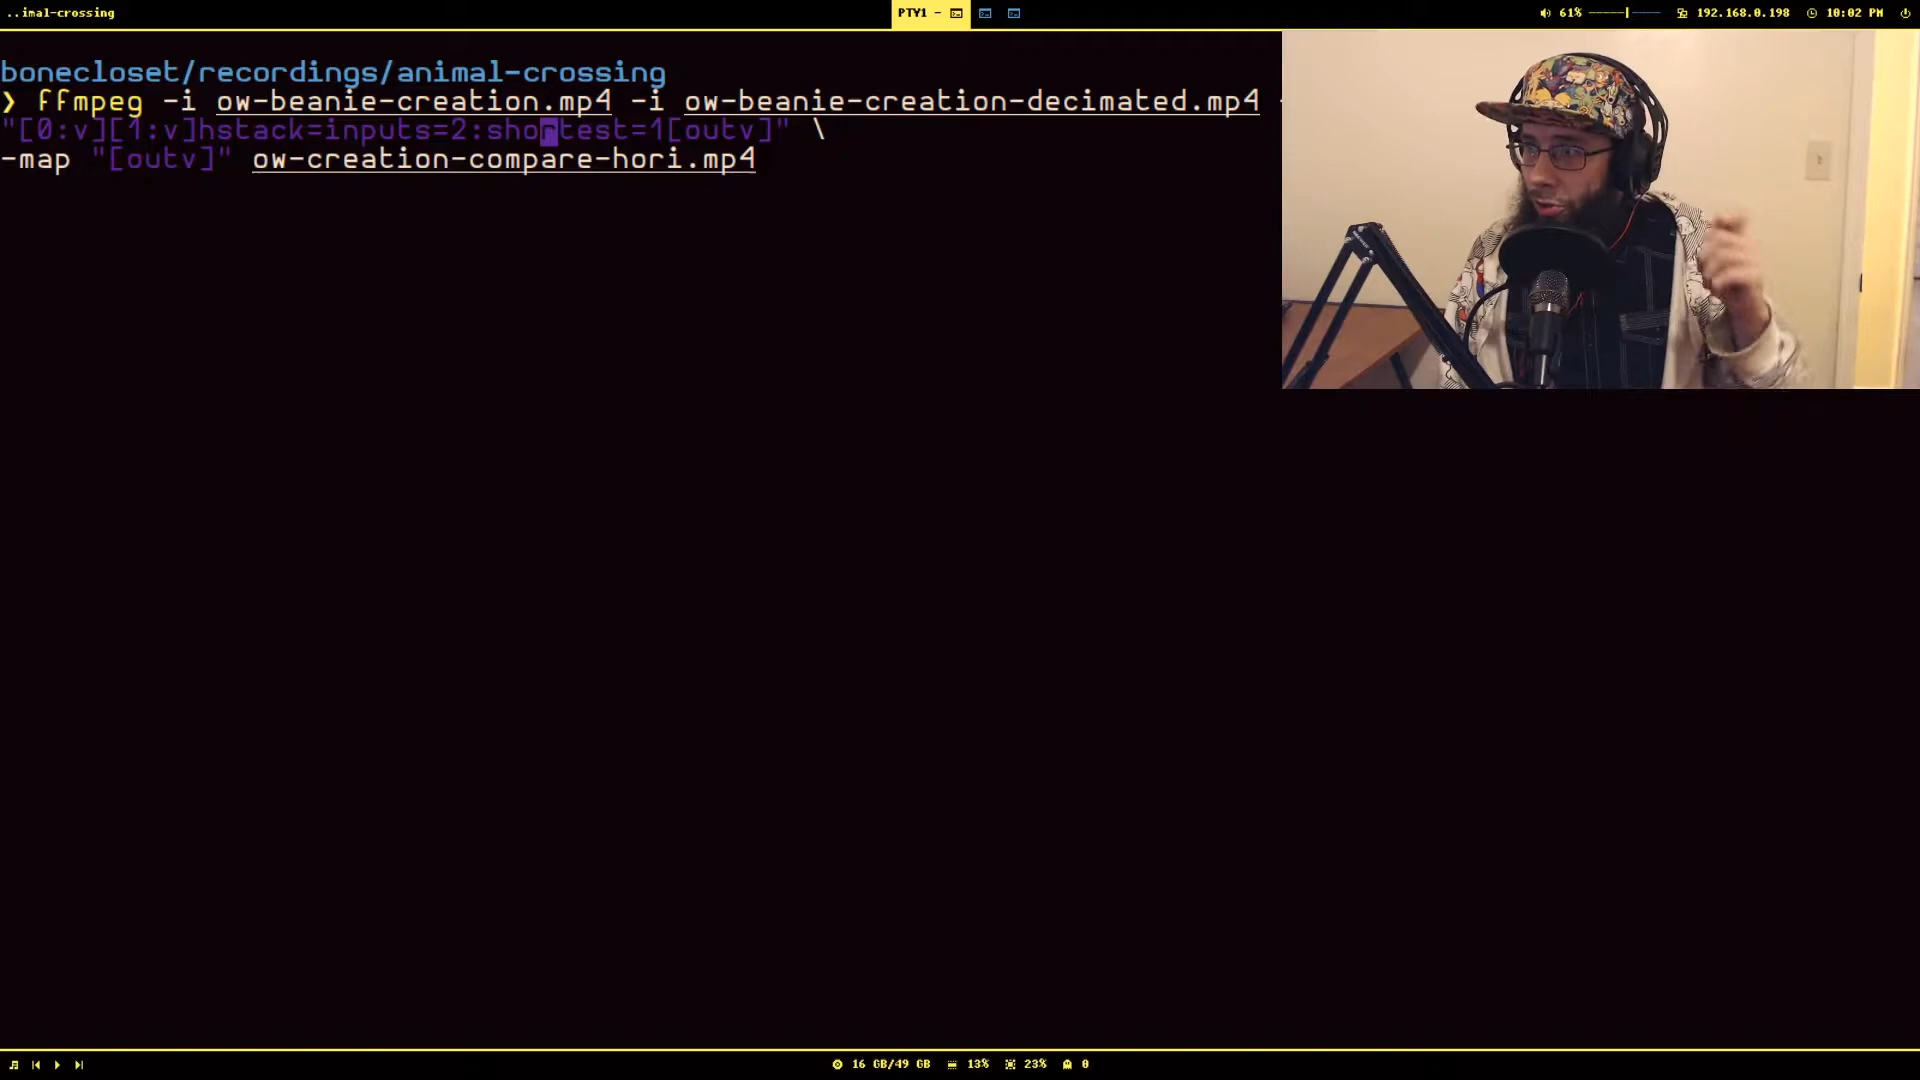 ..imal-crossing
PTY1 -
61%
192.168.0.198
10:02 PM
bonecloset/recordings/animal-crossing
❯ ffmpeg -i ow-beanie-creation.mp4 -i ow-beanie-creation-decimated.mp4
"[0:v][1:v]hstack=inputs=2:shortest=1[outv]" \
-map "[outv]" ow-creation-compare-hori.mp4
16 GB/49 GB
13%
23%
0